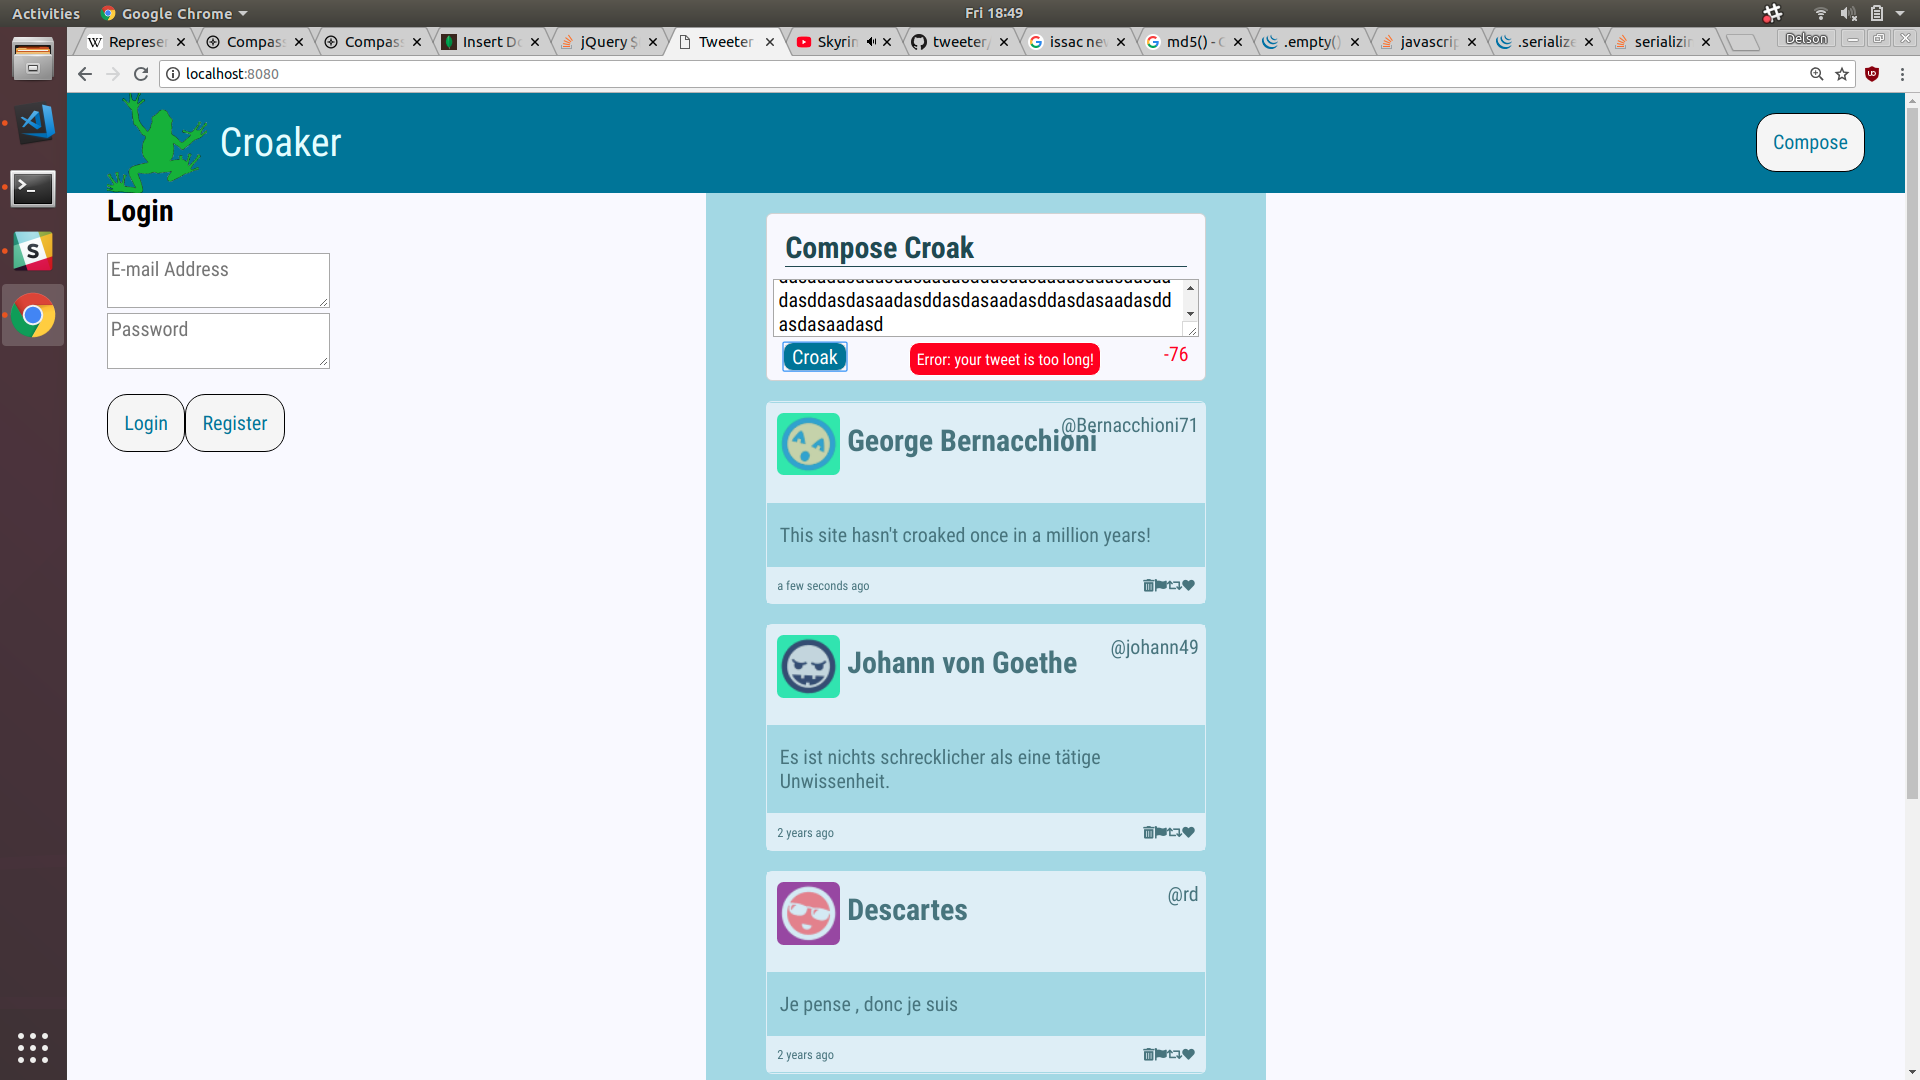 Activities Google Chrome Fri 18:49
Represe Compas Compas Insert Do jQuery $ Tweeter Skyrin tweeter/ issac nev md5() - C .empty() javascrip .serialize serializin Delson
localhost:8080
Croaker
Compose
Login
E-mail Address
Password
Login Register
Compose Croak
dasddasdasaadasddasdasaadasddasdasaadasdd
asdasaadasd
Croak
Error: your tweet is too long!
-76
@Bernacchioni71
George Bernacchioni
This site hasn't croaked once in a million years!
a few seconds ago
@johann49
Johann von Goethe
Es ist nichts schrecklicher als eine tätige
Unwissenheit.
2 years ago
@rd
Descartes
Je pense , donc je suis
2 years ago